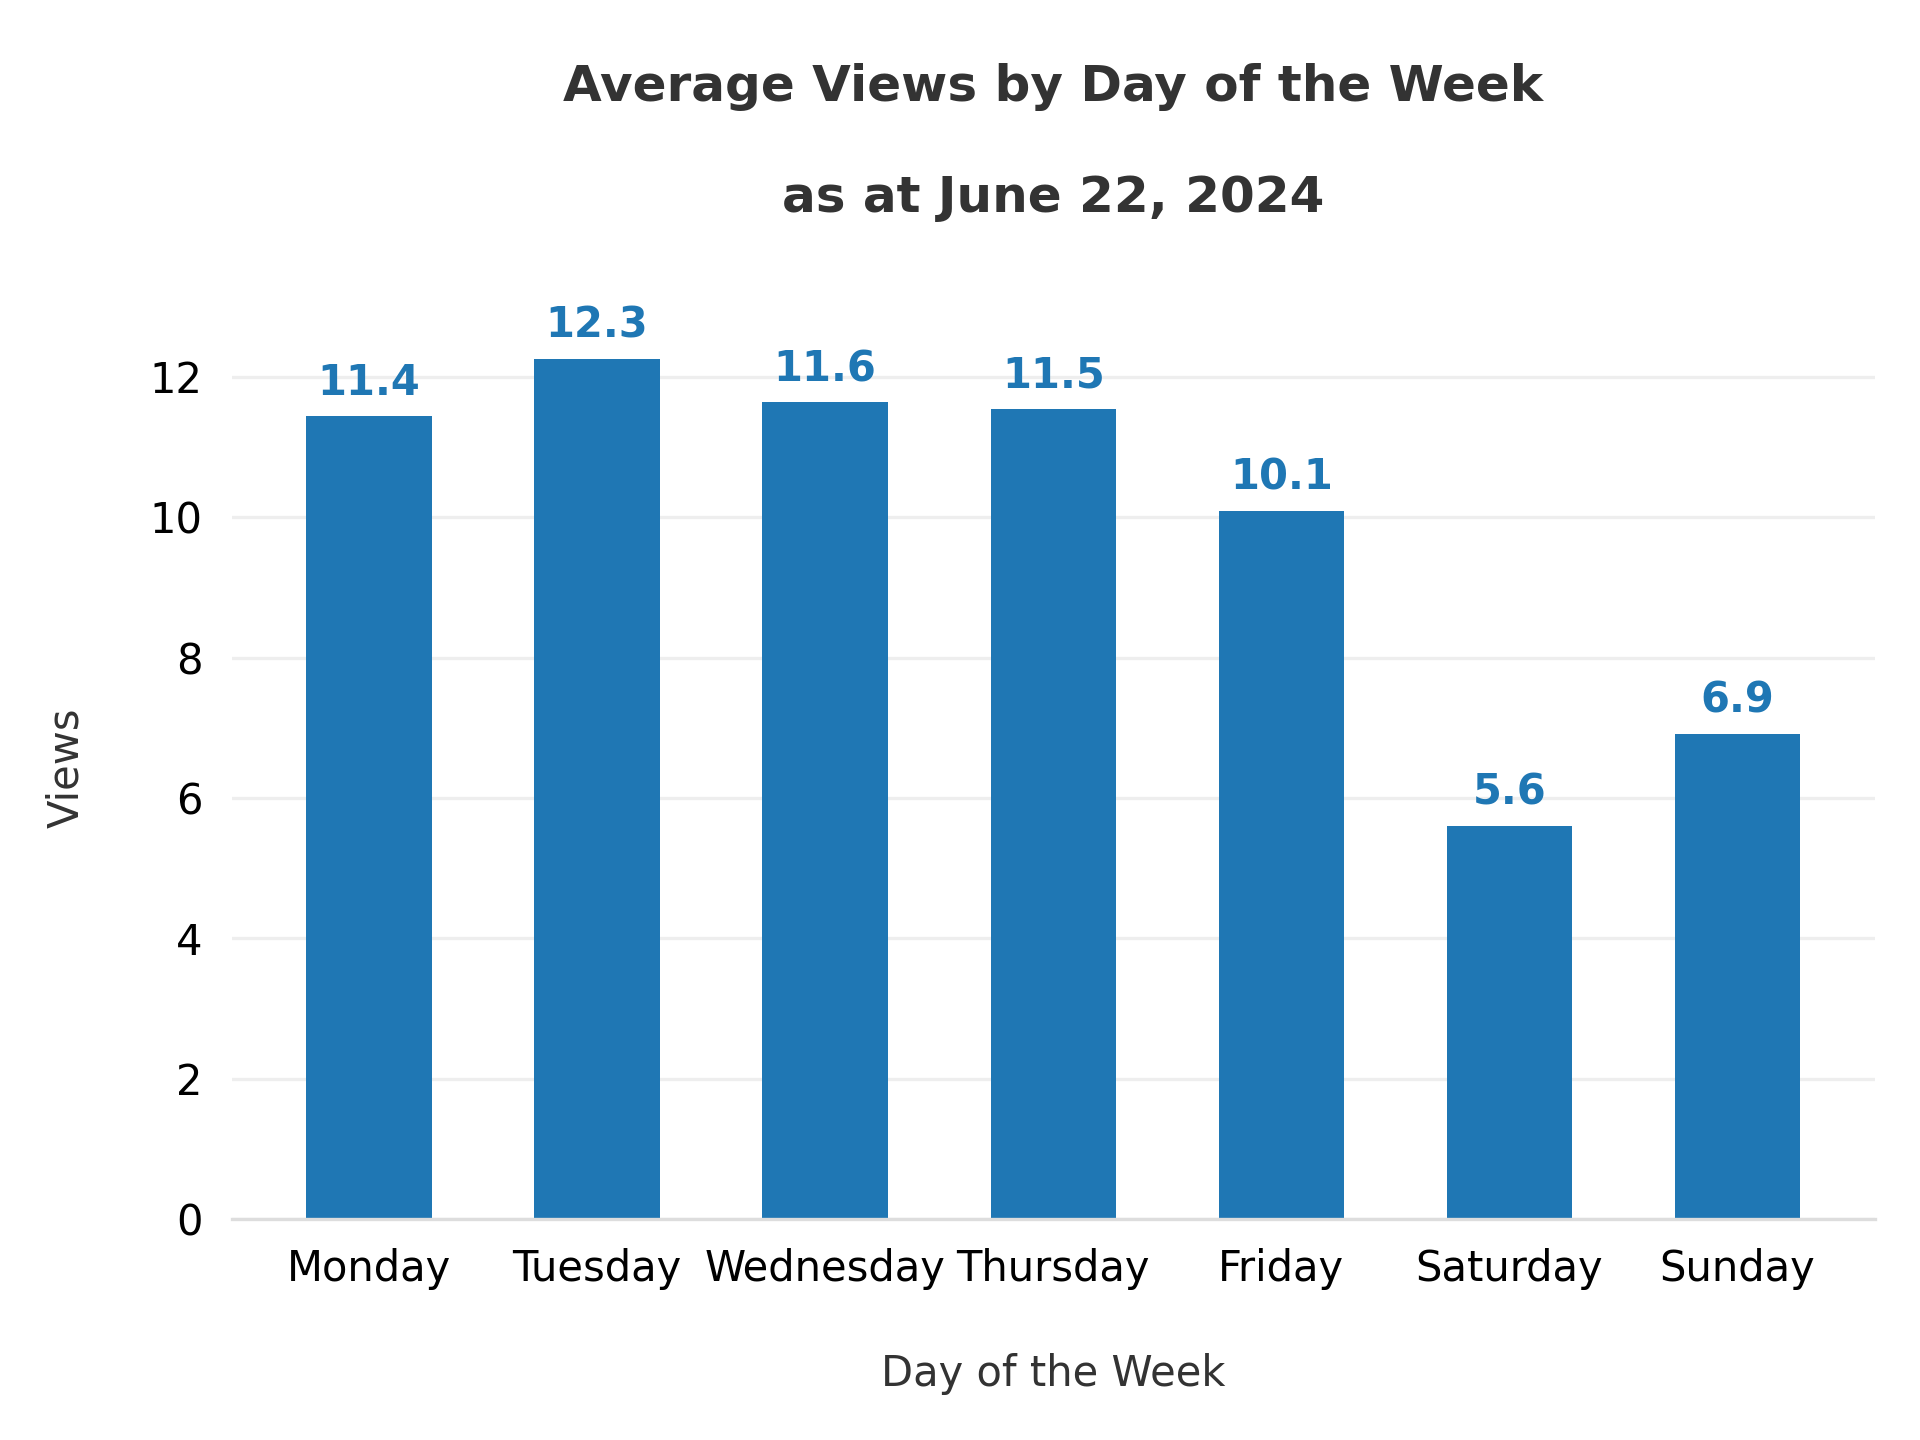 Average Views by Day of the Week
as at June 22, 2024
12.3
11.4
11.6
11.5
10.1
5.6
6.9
12
10
8
6
4
2
0
Views
Monday Tuesday Wednesday Thursday Friday Saturday Sunday
Day of the Week